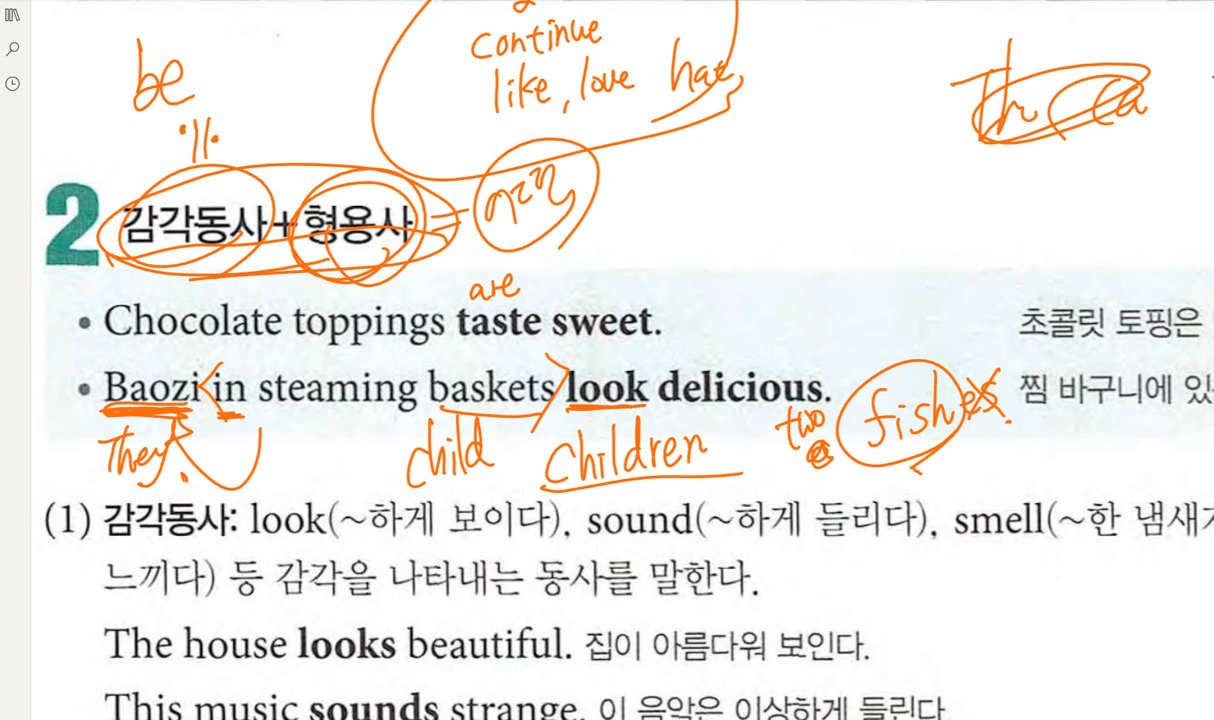 continue
be
like, love hate
2 감각동사 + 형용사
are
• Chocolate toppings taste sweet. 초콜릿 토핑은
• Baozi in steaming baskets look delicious. 찜 바구니에 있
They. child children two fishes.
(1) 감각동사: look(~하게 보이다), sound(~하게 들리다), smell(~한 냄새가
느끼다) 등 감각을 나타내는 동사를 말한다.
The house looks beautiful. 집이 아름다워 보인다.
This music sounds strange. 이 음악은 이상하게 들린다.